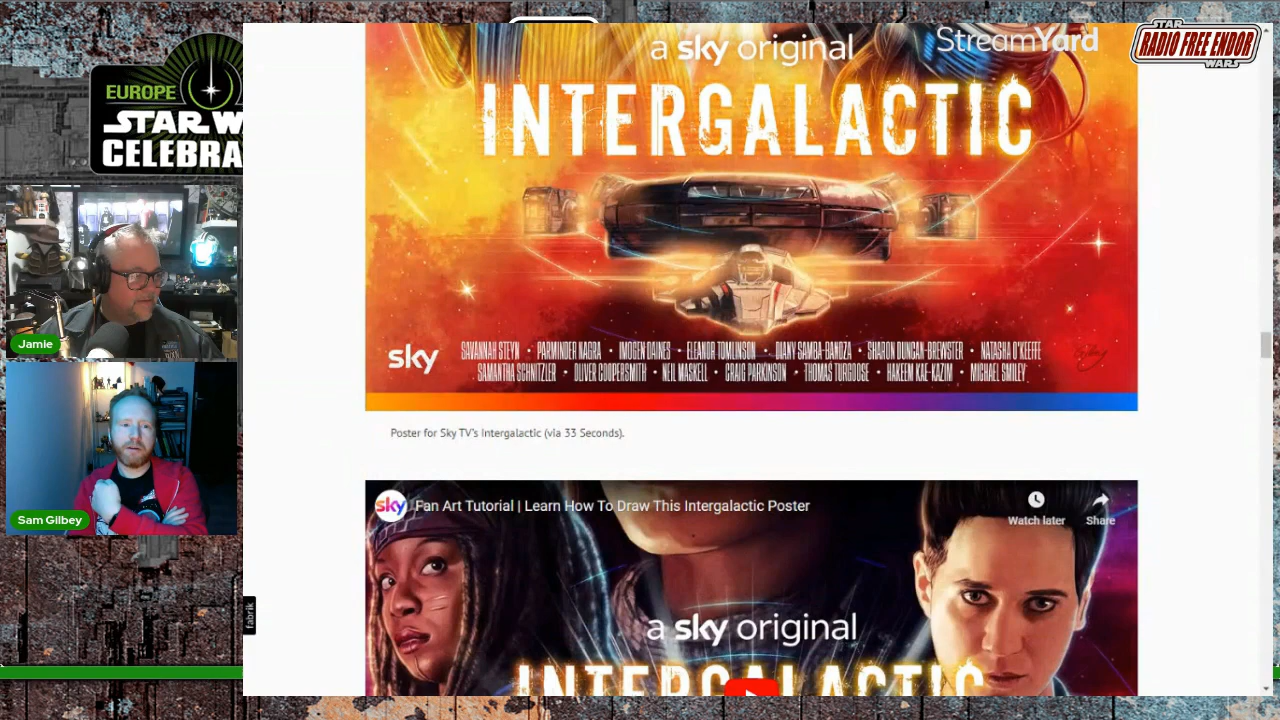 EUROPE
STAR W
CELEBRA
Jamie
Sam Gilbey
StreamYard
STAR
RADIO FREE ENDOR
WARS
a sky original
INTERGALACTIC
sky
SAVANNAH STEYN • PARMINDER NAGRA • IMOGEN DAINES • ELEANOR TOMLINSON • DIANY SAMBA-BANDZA • SHARON DUNCAN-BREWSTER • NATASHA O'KEEFFE
SAMANTHA SCHNITZLER • OLIVER COOPERSMITH • NEIL MASKELL • CRAIG PARKINSON • THOMAS TURGOOSE • HAKEEM KAE-KAZIM • MICHAEL SMILEY
Poster for Sky TV's Intergalactic (via 33 Seconds).
sky
Fan Art Tutorial | Learn How To Draw This Intergalactic Poster
Watch later
Share
fabrik
a sky original
INTERGALACTIC